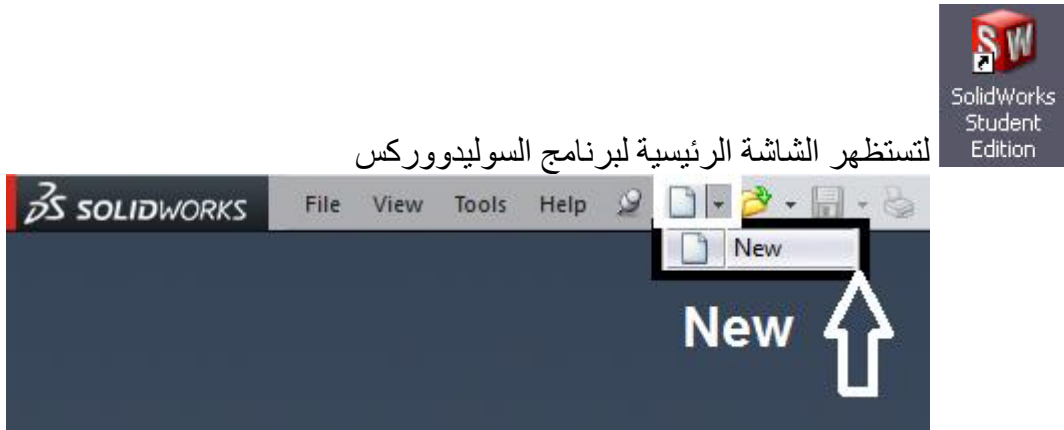 SolidWorks
Student
Edition
لتستظهر الشاشة الرئيسية لبرنامج السوليدووركس
SOLIDWORKS File View Tools Help
New
New